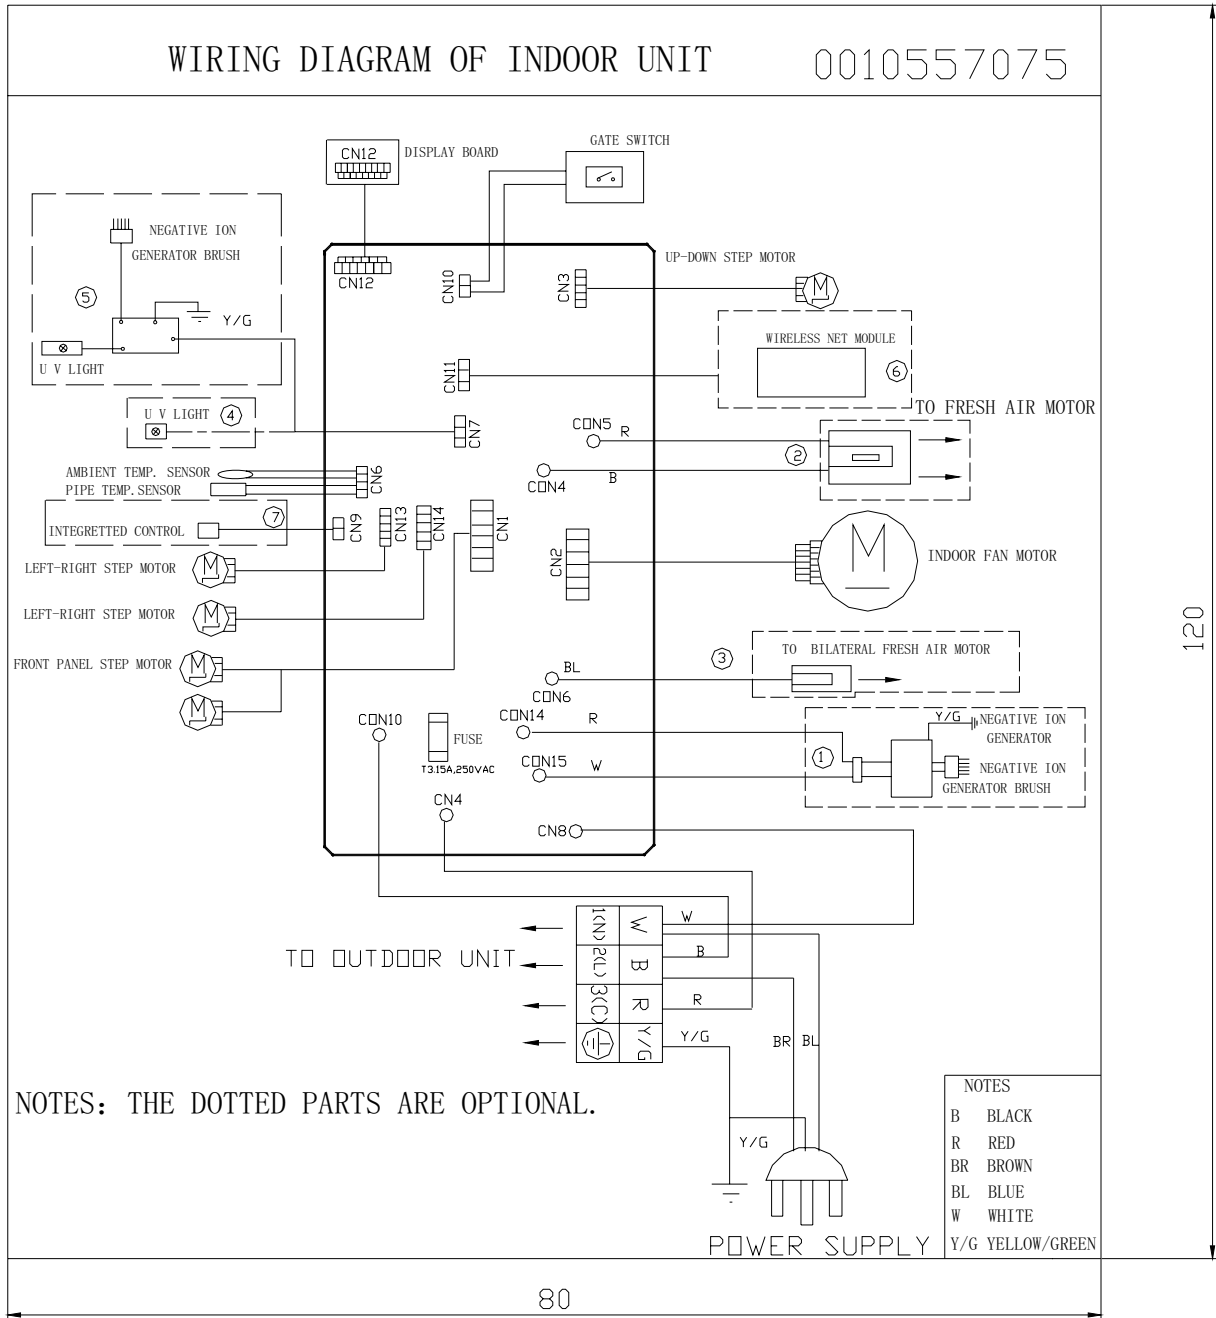 WIRING DIAGRAM OF INDOOR UNIT
0010557075
CN12
DISPLAY BOARD
GATE SWITCH
NEGATIVE ION
GENERATOR BRUSH
5
Y/G
U V LIGHT
CN12
CN10
CN3
UP-DOWN STEP MOTOR
M
WIRELESS NET MODULE
6
CN11
U V LIGHT
4
CN7
CON5
R
CON4
B
2
TO FRESH AIR MOTOR
AMBIENT TEMP. SENSOR
PIPE TEMP.SENSOR
CN6
INTEGRETTED CONTROL
7
CN9
CN13
CN14
CN1
CN2
M
INDOOR FAN MOTOR
LEFT-RIGHT STEP MOTOR
M
LEFT-RIGHT STEP MOTOR
M
FRONT PANEL STEP MOTOR
M
M
3
TO BILATERAL FRESH AIR MOTOR
BL
CON6
CON10
FUSE
T3.15A,250VAC
CON14
R
CON15
W
1
Y/G
NEGATIVE ION
GENERATOR
NEGATIVE ION
GENERATOR BRUSH
CN4
CN8
TO OUTDOOR UNIT
1(N)
W
2(L)
B
3(C)
R
Y/G
W
B
R
Y/G
BR
BL
Y/G
POWER SUPPLY
NOTES: THE DOTTED PARTS ARE OPTIONAL.
NOTES
B BLACK
R RED
BR BROWN
BL BLUE
W WHITE
Y/G YELLOW/GREEN
80
120